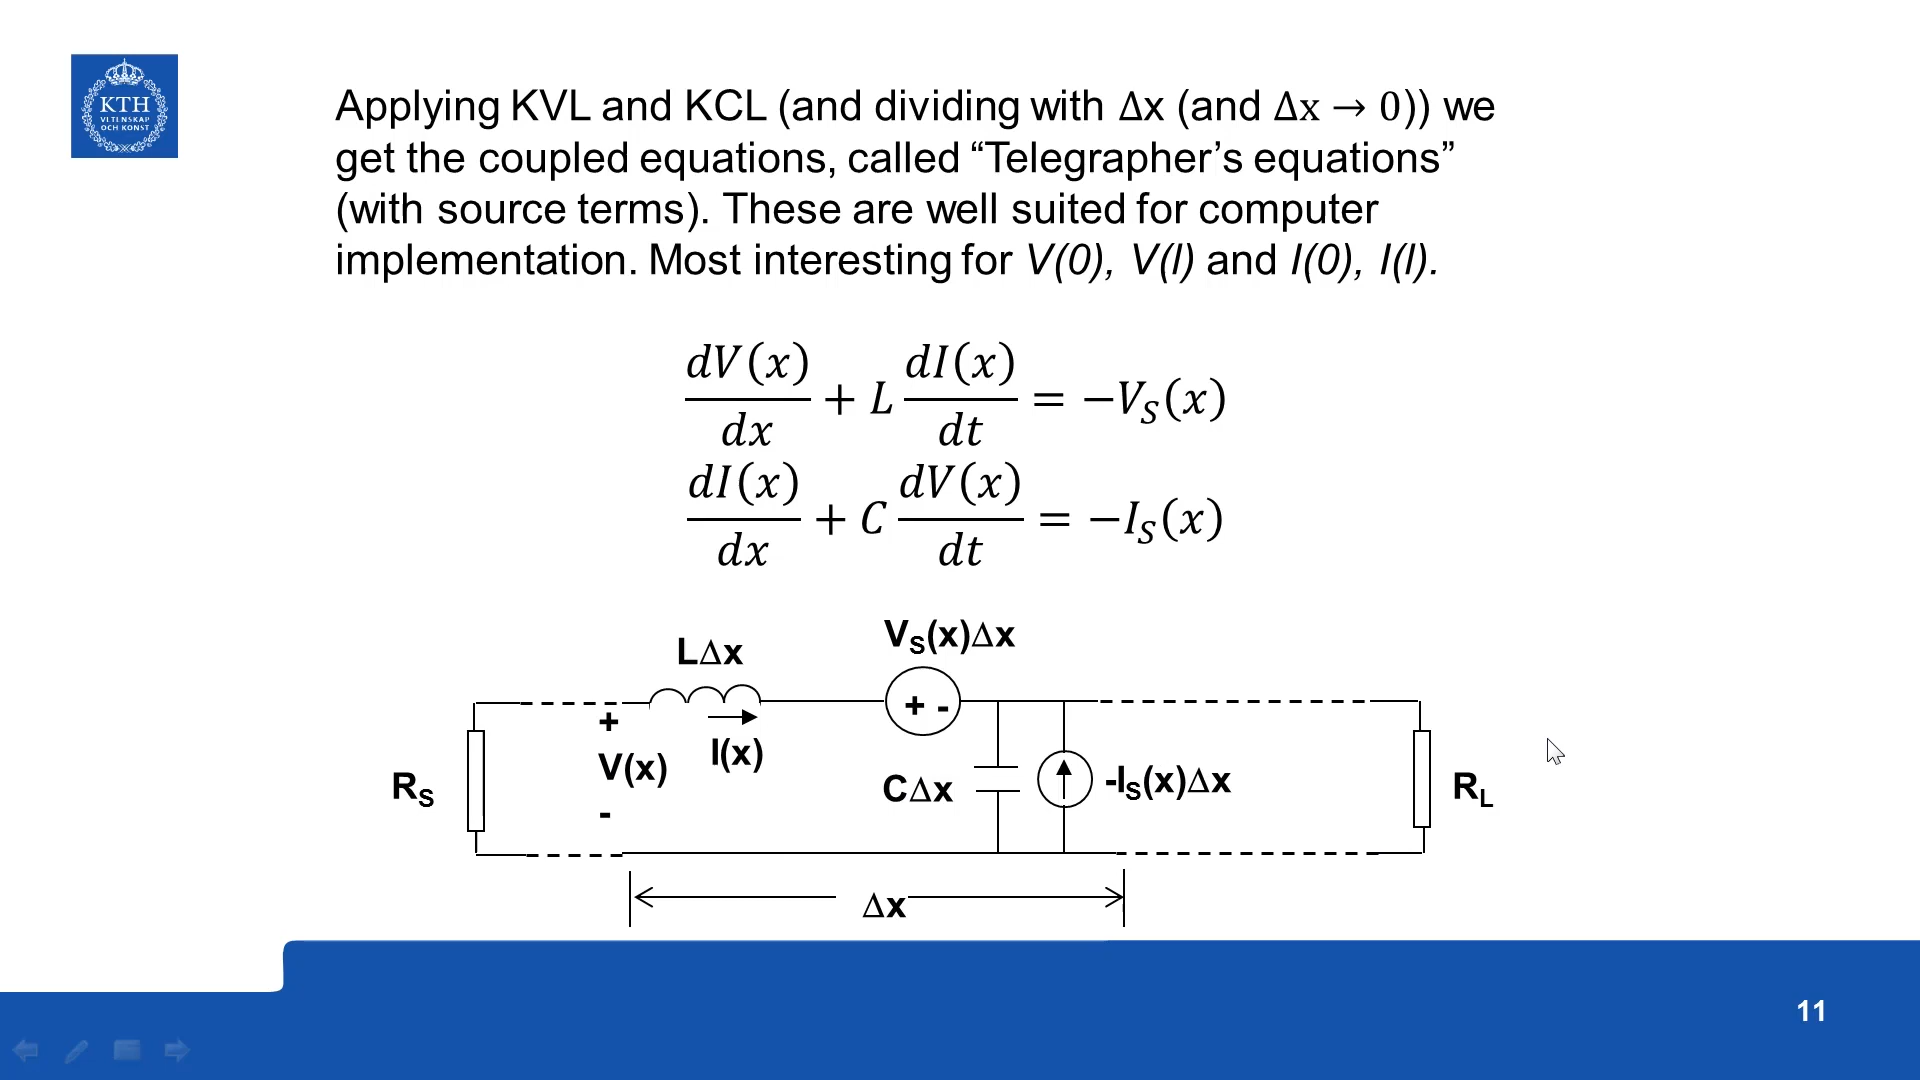 KTH
VETENSKAP
OCH KONST
Applying KVL and KCL (and dividing with Δx (and Δx → 0)) we
get the coupled equations, called “Telegrapher’s equations”
(with source terms). These are well suited for computer
implementation. Most interesting for V(0), V(l) and I(0), I(l).
dV(x)/dx + L dI(x)/dt = −V_S(x)
dI(x)/dx + C dV(x)/dt = −I_S(x)
V_S(x)Δx
LΔx
+ -
+
V(x)
-
I(x)
R_S
CΔx
-I_S(x)Δx
R_L
Δx
11